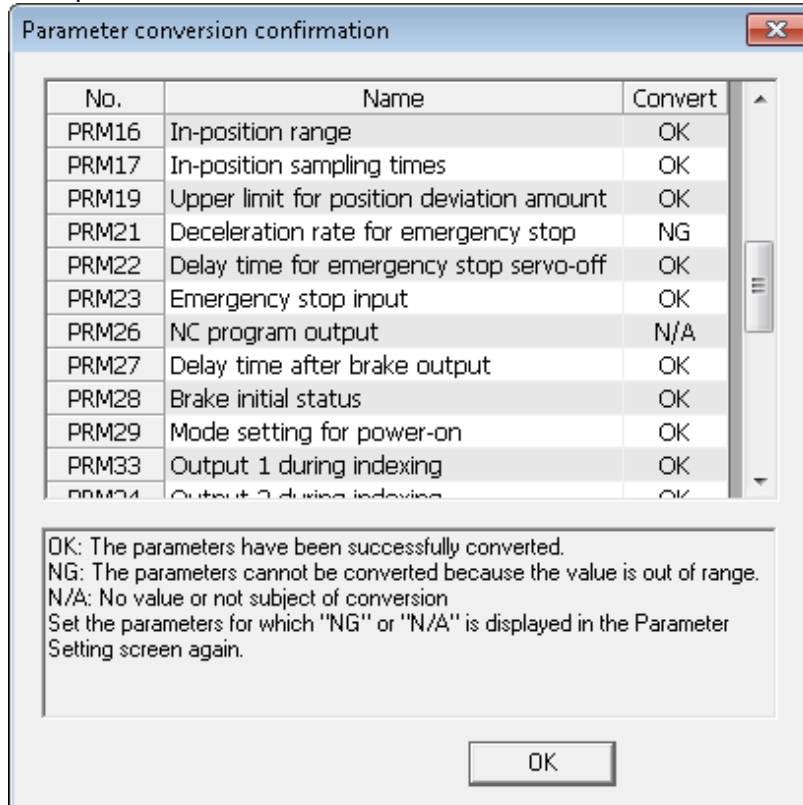 Parameter conversion confirmation
No. Name Convert
PRM16 In-position range OK
PRM17 In-position sampling times OK
PRM19 Upper limit for position deviation amount OK
PRM21 Deceleration rate for emergency stop NG
PRM22 Delay time for emergency stop servo-off OK
PRM23 Emergency stop input OK
PRM26 NC program output N/A
PRM27 Delay time after brake output OK
PRM28 Brake initial status OK
PRM29 Mode setting for power-on OK
PRM33 Output 1 during indexing OK
PRM34 Output 2 during indexing OK
OK: The parameters have been successfully converted.
NG: The parameters cannot be converted because the value is out of range.
N/A: No value or not subject of conversion
Set the parameters for which "NG" or "N/A" is displayed in the Parameter
Setting screen again.
OK